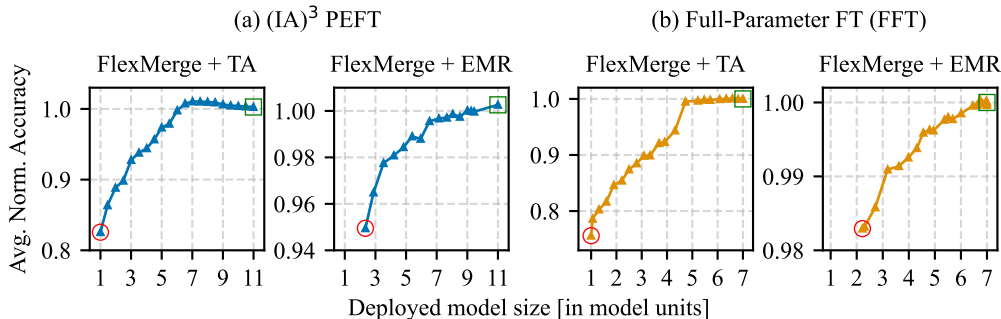 (a) (IA)³ PEFT
(b) Full-Parameter FT (FFT)
FlexMerge + TA
FlexMerge + EMR
FlexMerge + TA
FlexMerge + EMR
Avg. Norm. Accuracy
1.0
0.9
0.8
1 3 5 7 9 11
1.00
0.98
0.96
0.94
1 3 5 7 9 11
1.0
0.9
0.8
1 2 3 4 5 6 7
1.00
0.99
0.98
1 2 3 4 5 6 7
Deployed model size [in model units]